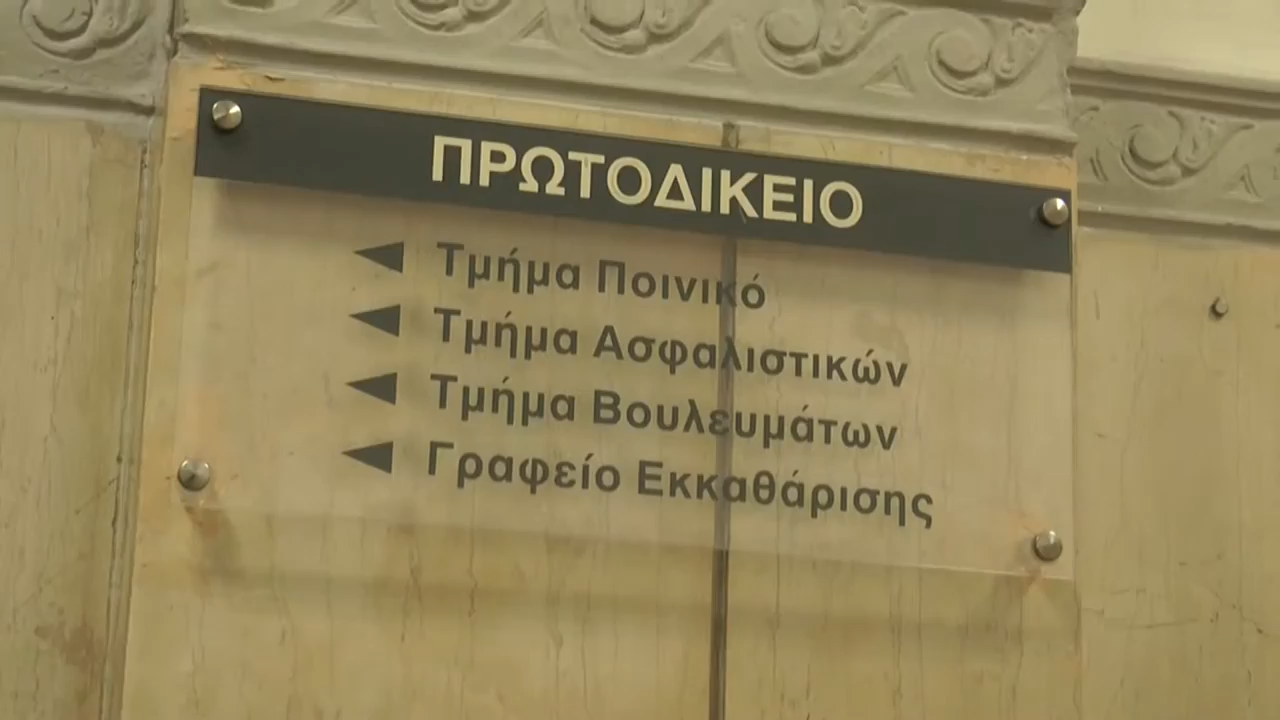 ΠΡΩΤΟΔΙΚΕΙΟ
Τμήμα Ποινικό
Τμήμα Ασφαλιστικών
Τμήμα Βουλευμάτων
Γραφείο Εκκαθάρισης